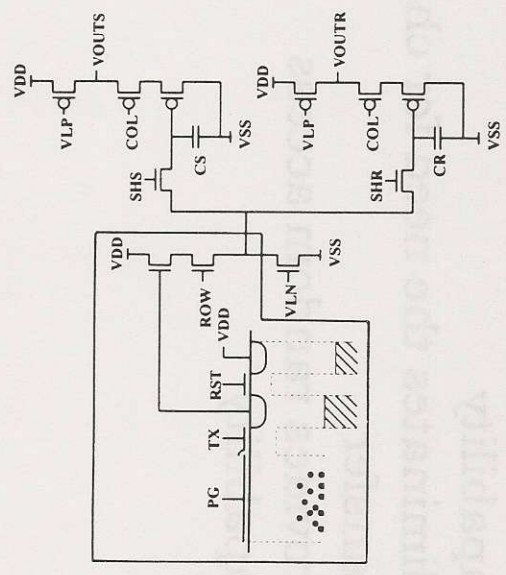 VDD
VLP
VOUTS
VDD
COL
SHS
CS
PG
TX
RST
ROW
VDD
VSS
VDD
VLN
VLP
VSS
VOUTR
SHR
COL
CR
VSS